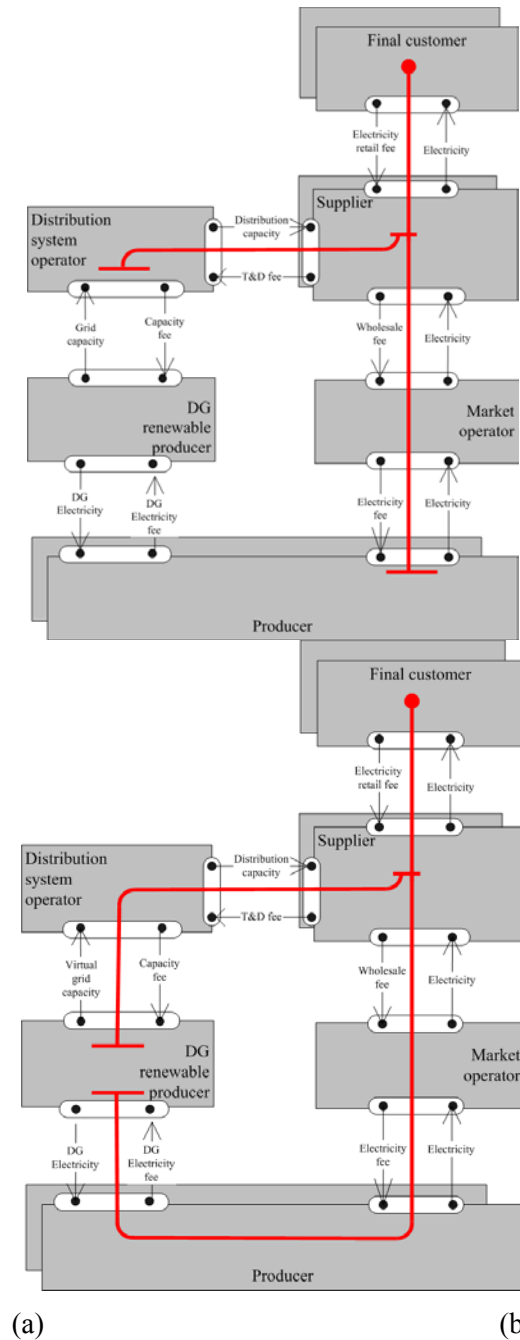 Final customer
Electricity
retail fee
Electricity
Supplier
Distribution
system
operator
Distribution
capacity
T&D fee
Grid
capacity
Capacity
fee
Wholesale
fee
Electricity
DG
renewable
producer
Market
operator
DG
Electricity
DG
Electricity
fee
Electricity
fee
Electricity
Producer
Final customer
Electricity
retail fee
Electricity
Supplier
Distribution
system
operator
Distribution
capacity
T&D fee
Virtual
grid
capacity
Capacity
fee
Wholesale
fee
Electricity
DG
renewable
producer
Market
operator
DG
Electricity
DG
Electricity
fee
Electricity
fee
Electricity
Producer
(a) (b